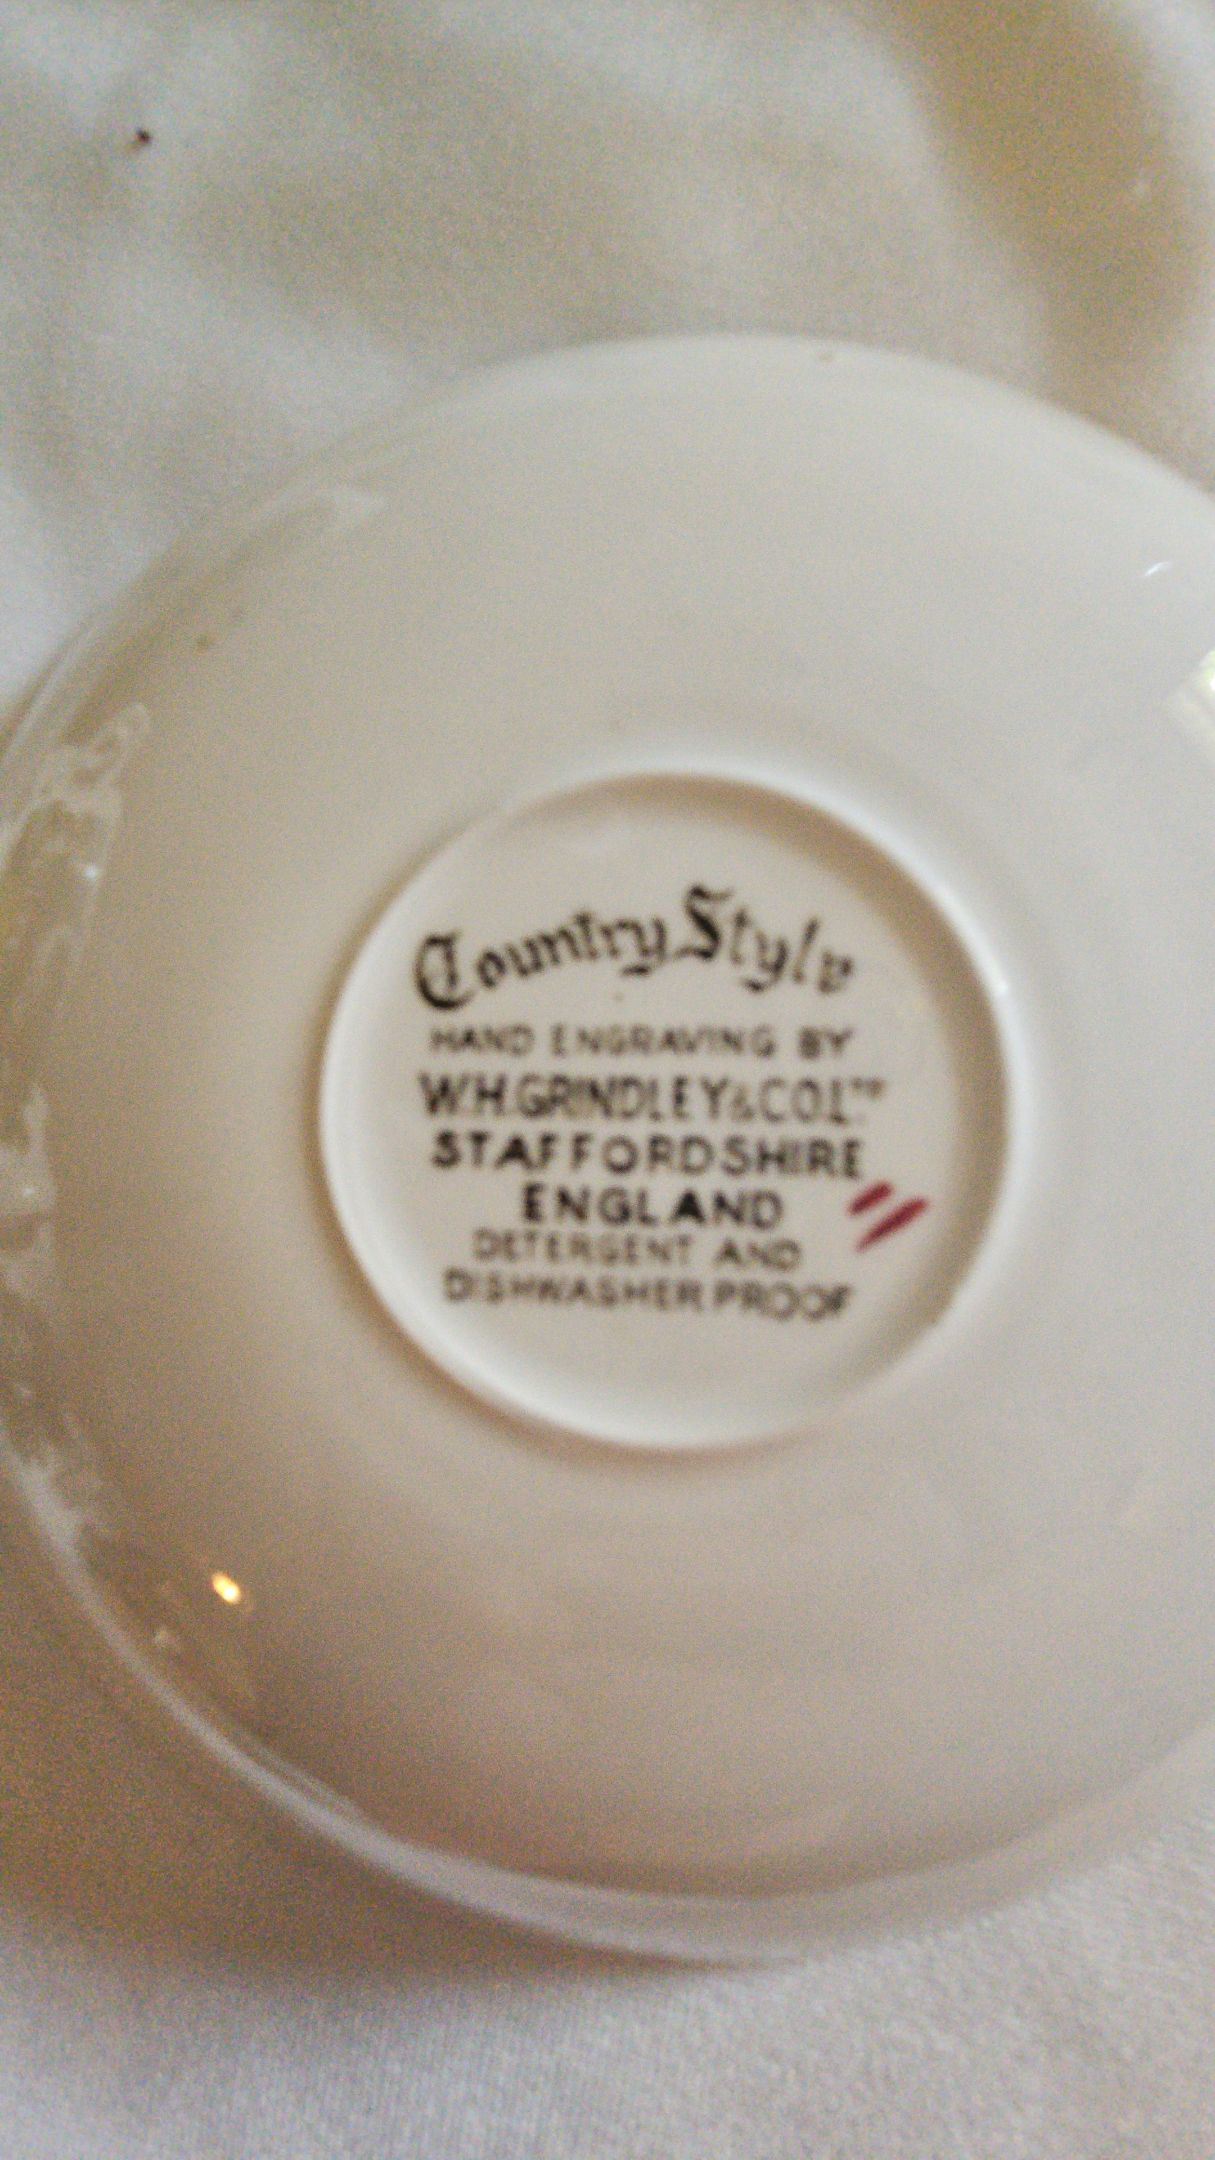 Country Style
HAND ENGRAVING BY
W.H.GRINDLEY & CO. LTD.
STAFFORDSHIRE
ENGLAND
DETERGENT AND
DISHWASHER PROOF